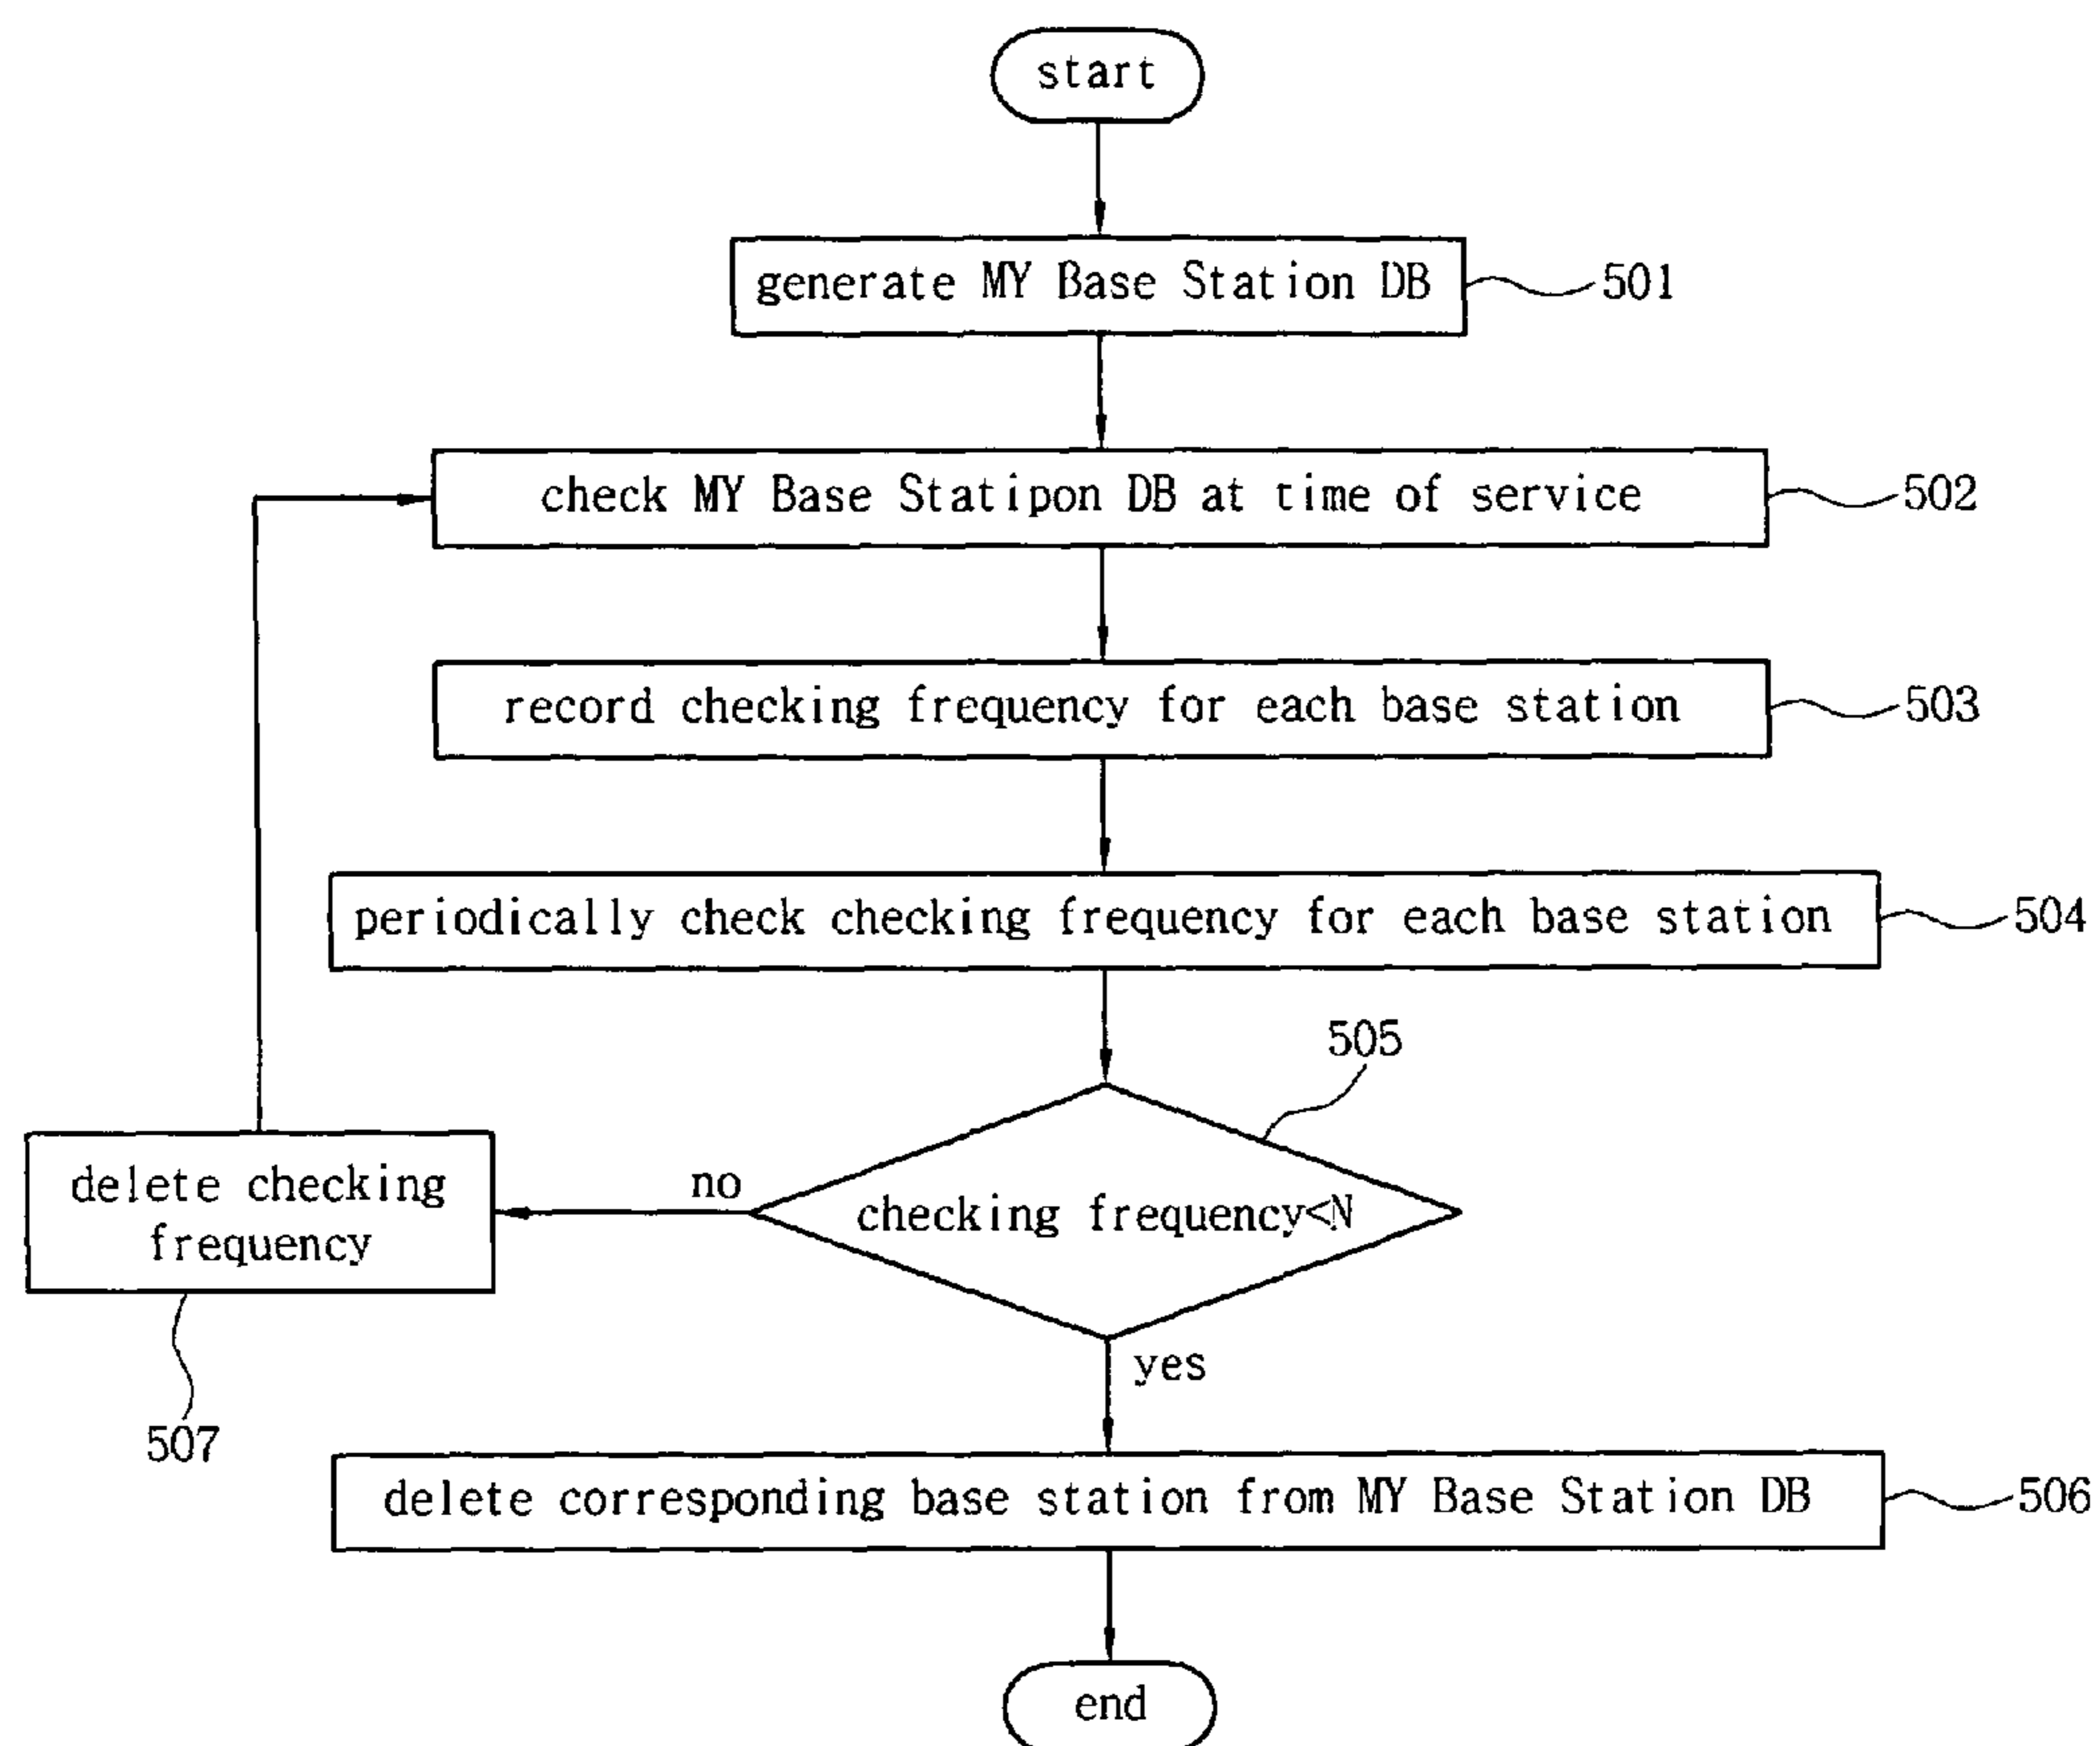 start
generate MY Base Station DB
501
check MY Base Statipon DB at time of service
502
record checking frequency for each base station
503
periodically check checking frequency for each base station
504
505
checking frequency<N
no
delete checking
frequency
507
yes
delete corresponding base station from MY Base Station DB
506
end